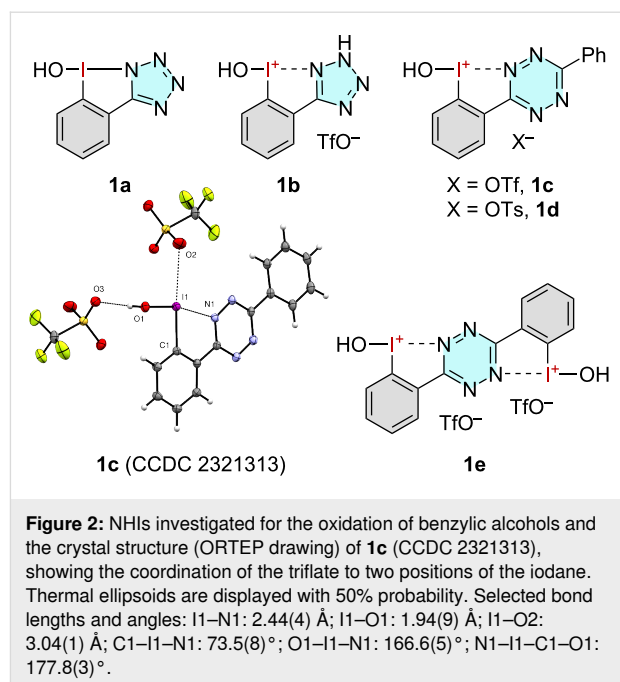 HO I N N N N
1a
HO I+ N H N N N
TfO–
1b
HO I+ N N N N Ph
X–
X = OTf, 1c
X = OTs, 1d
O2
O3
O1
I1
N1
C1
1c (CCDC 2321313)
HO I+ N N N N I+ OH
TfO–
TfO–
1e
Figure 2: NHIs investigated for the oxidation of benzylic alcohols and
the crystal structure (ORTEP drawing) of 1c (CCDC 2321313),
showing the coordination of the triflate to two positions of the iodane.
Thermal ellipsoids are displayed with 50% probability. Selected bond
lengths and angles: I1–N1: 2.44(4) Å; I1–O1: 1.94(9) Å; I1–O2:
3.04(1) Å; C1–I1–N1: 73.5(8)°; O1–I1–N1: 166.6(5)°; N1–I1–C1–O1:
177.8(3)°.